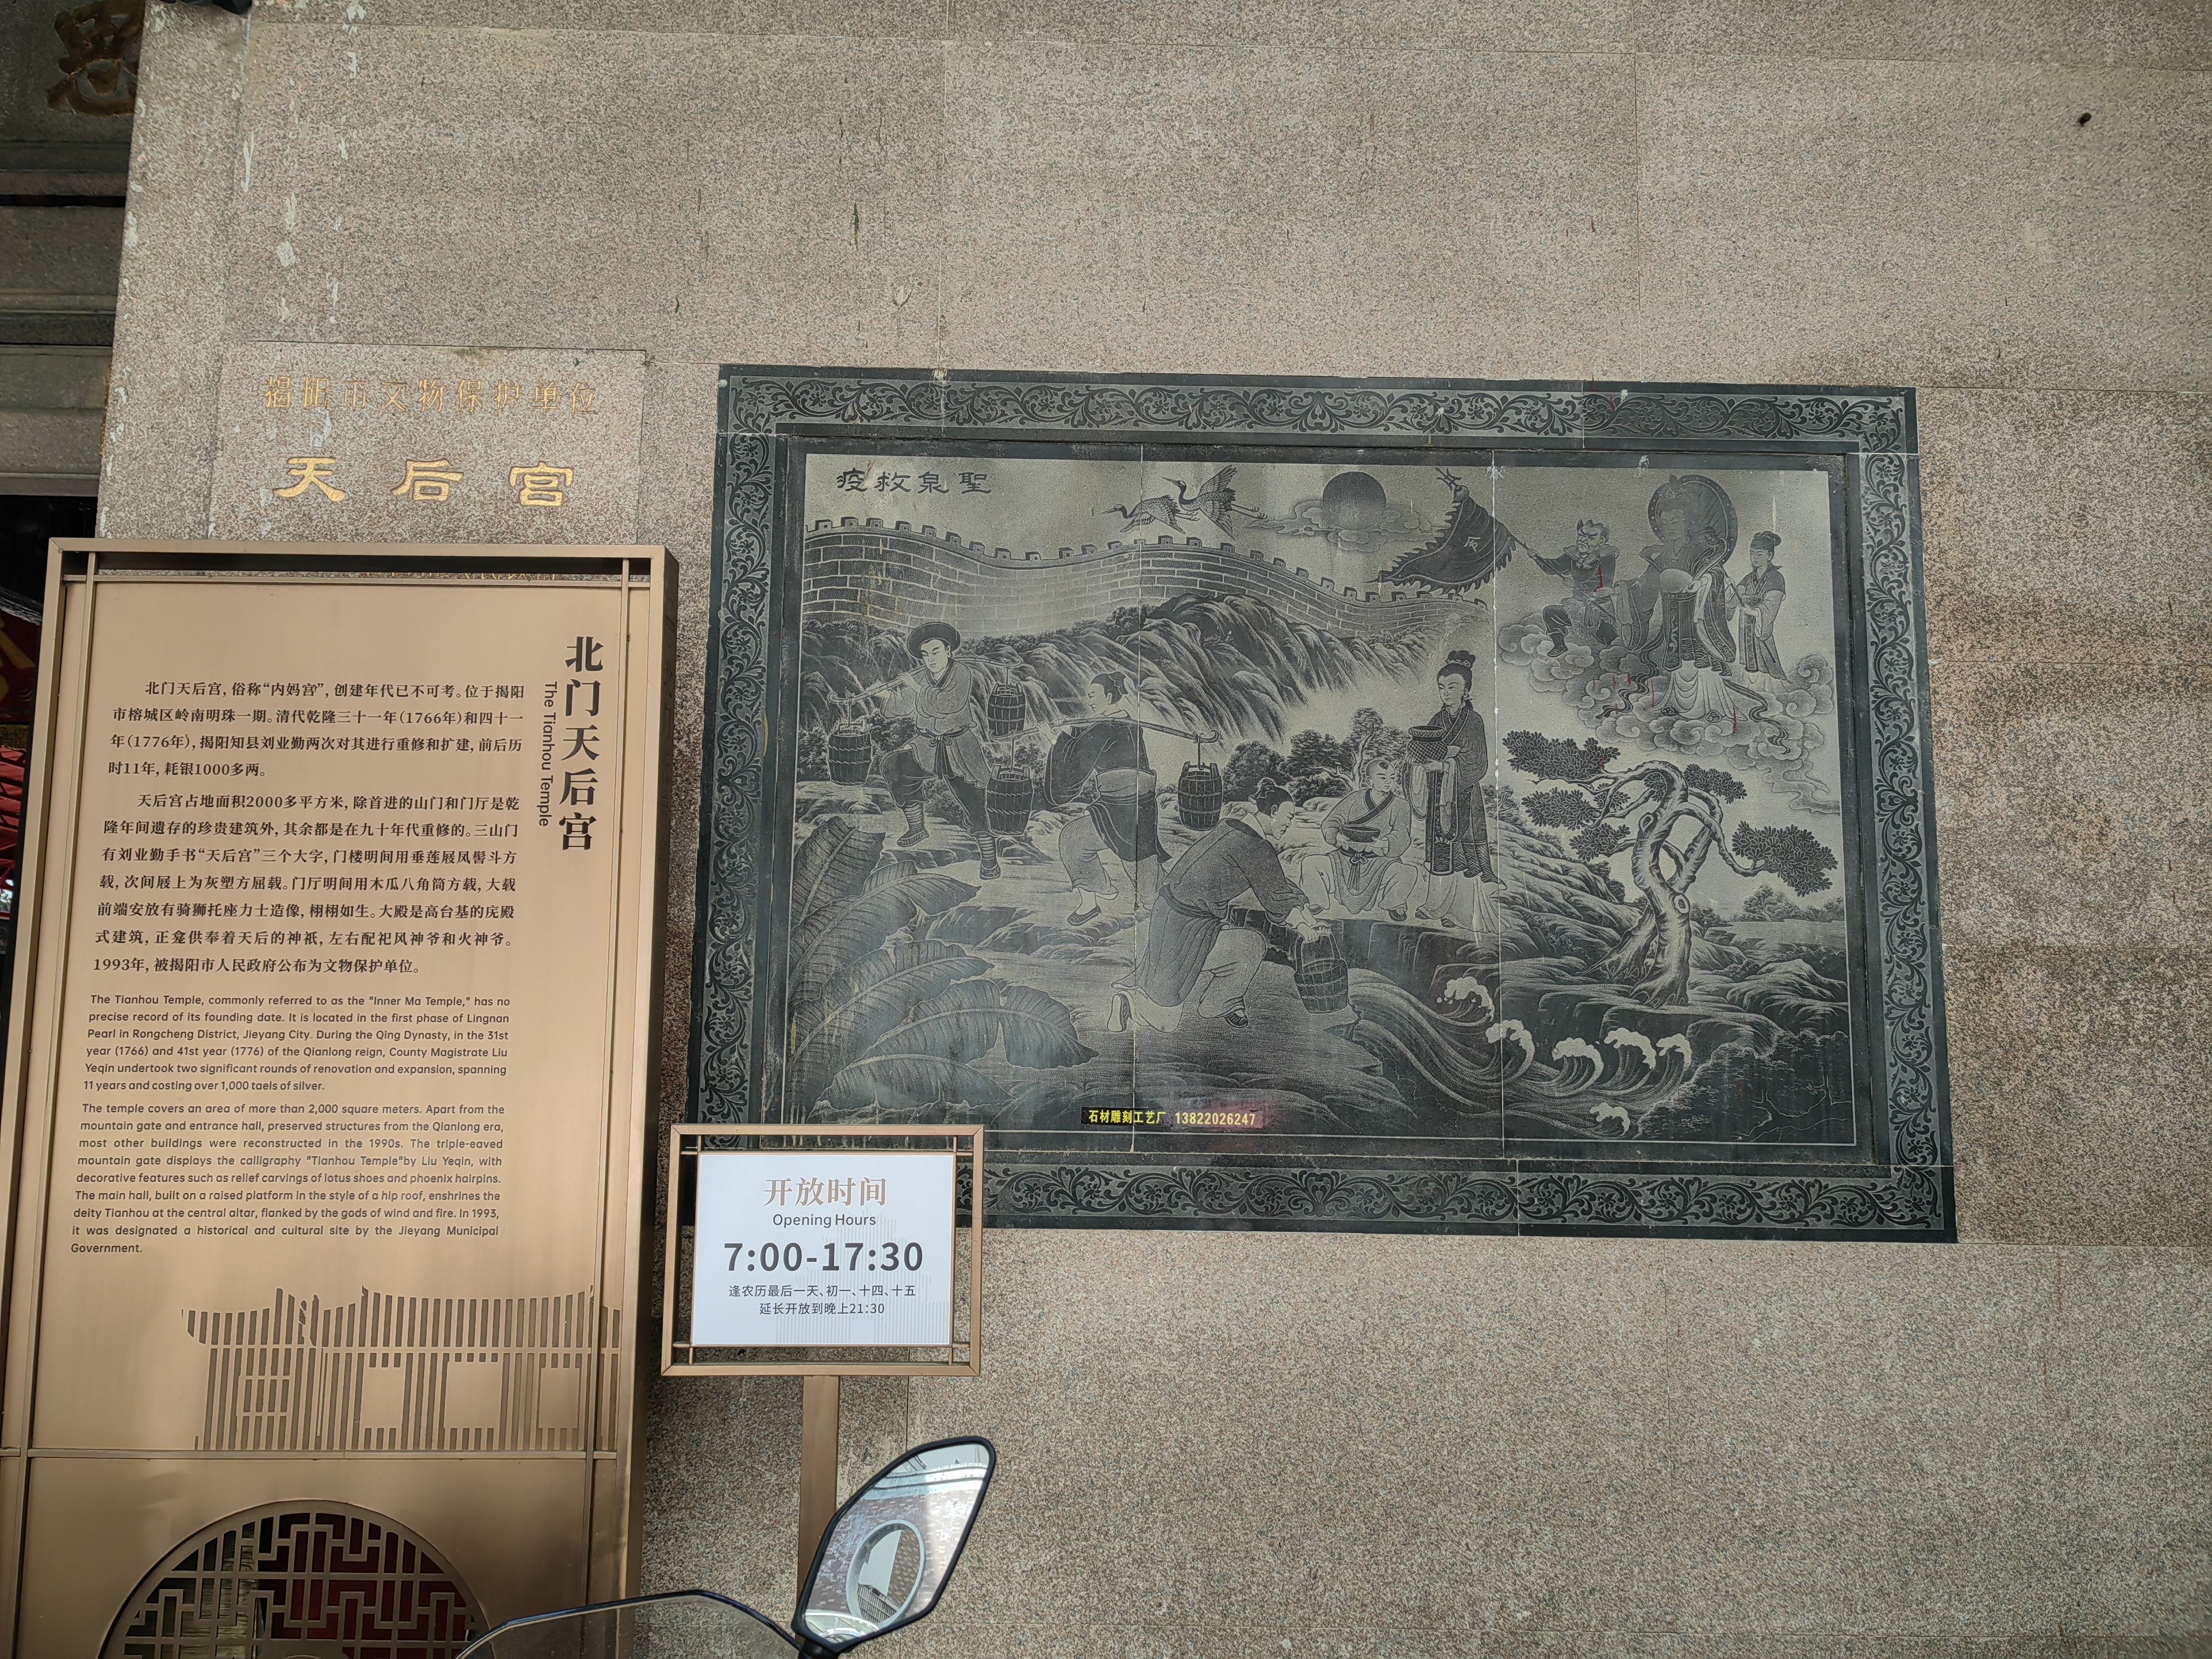 揭阳市文物保护单位
天后宫
北门天后宫
The Tianhou Temple
北门天后宫，俗称“内妈宫”，创建年代已不可考。位于揭阳
市榕城区岭南明珠一期。清代乾隆三十一年（1766年）和四十一
年（1776年），揭阳知县刘业勤两次对其进行重修和扩建，前后历
时11年，耗银1000多两。
天后宫占地面积2000多平方米，除首进的山门和门厅是乾
隆年间遗存的珍贵建筑外，其余都是在九十年代重修的。三山门
有刘业勤手书“天后宫”三个大字，门楼明间用垂莲展凤髻斗方
载，次间屐上为灰塑方屈载。门厅明间用木瓜八角筒方载，大载
前端安放有骑狮托座力士造像，栩栩如生。大殿是高台基的庑殿
式建筑，正龛供奉着天后的神祇，左右配祀风神爷和火神爷。
1993年，被揭阳市人民政府公布为文物保护单位。
The Tianhou Temple, commonly referred to as the "Inner Ma Temple," has no
precise record of its founding date. It is located in the first phase of Lingnan
Pearl in Rongcheng District, Jieyang City. During the Qing Dynasty, in the 31st
year (1766) and 41st year (1776) of the Qianlong reign, County Magistrate Liu
Yeqin undertook two significant rounds of renovation and expansion, spanning
11 years and costing over 1,000 taels of silver.
The temple covers an area of more than 2,000 square meters. Apart from the
mountain gate and entrance hall, preserved structures from the Qianlong era,
most other buildings were reconstructed in the 1990s. The triple-eaved
mountain gate displays the calligraphy "Tianhou Temple"by Liu Yeqin, with
decorative features such as relief carvings of lotus shoes and phoenix hairpins.
The main hall, built on a raised platform in the style of a hip roof, enshrines the
deity Tianhou at the central altar, flanked by the gods of wind and fire. In 1993,
it was designated a historical and cultural site by the Jieyang Municipal
Government.
聖泉救疫
石材雕刻工艺厂 13822026247
开放时间
Opening Hours
7:00-17:30
逢农历最后一天、初一、十四、十五
延长开放到晚上21:30